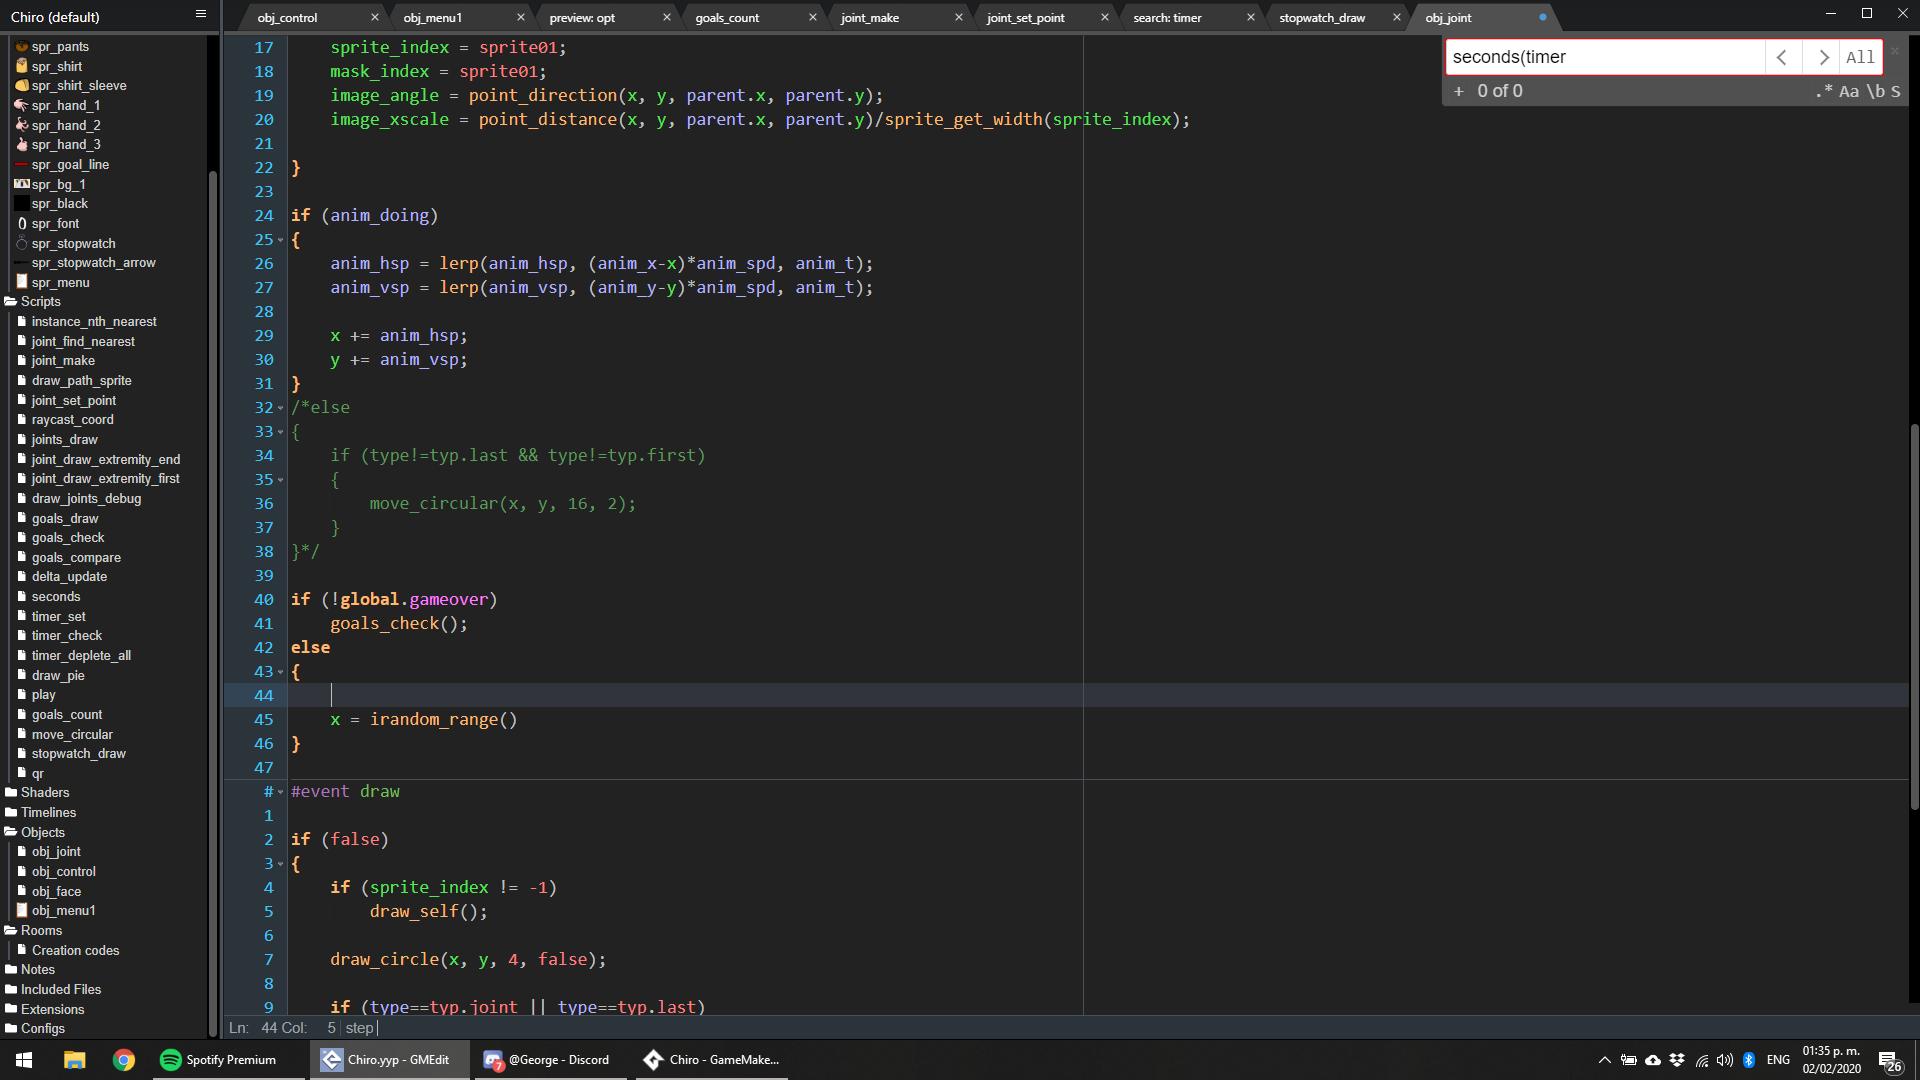 Chiro (default)
obj_control
obj_menu1
preview: opt
goals_count
joint_make
joint_set_point
search: timer
stopwatch_draw
obj_joint
seconds(timer
All
+ 0 of 0
.* Aa \b S
spr_pants
spr_shirt
spr_shirt_sleeve
spr_hand_1
spr_hand_2
spr_hand_3
spr_goal_line
spr_bg_1
spr_black
spr_font
spr_stopwatch
spr_stopwatch_arrow
spr_menu
Scripts
instance_nth_nearest
joint_find_nearest
joint_make
draw_path_sprite
joint_set_point
raycast_coord
joints_draw
joint_draw_extremity_end
joint_draw_extremity_first
draw_joints_debug
goals_draw
goals_check
goals_compare
delta_update
seconds
timer_set
timer_check
timer_deplete_all
draw_pie
play
goals_count
move_circular
stopwatch_draw
qr
Shaders
Timelines
Objects
obj_joint
obj_control
obj_face
obj_menu1
Rooms
Creation codes
Notes
Included Files
Extensions
Configs
17 sprite_index = sprite01;
18 mask_index = sprite01;
19 image_angle = point_direction(x, y, parent.x, parent.y);
20 image_xscale = point_distance(x, y, parent.x, parent.y)/sprite_get_width(sprite_index);
21
22 }
23
24 if (anim_doing)
25 {
26 anim_hsp = lerp(anim_hsp, (anim_x-x)*anim_spd, anim_t);
27 anim_vsp = lerp(anim_vsp, (anim_y-y)*anim_spd, anim_t);
28
29 x += anim_hsp;
30 y += anim_vsp;
31 }
32 /*else
33 {
34 if (type!=typ.last && type!=typ.first)
35 {
36 move_circular(x, y, 16, 2);
37 }
38 }*/
39
40 if (!global.gameover)
41 goals_check();
42 else
43 {
44
45 x = irandom_range()
46 }
47
# #event draw
1
2 if (false)
3 {
4 if (sprite_index != -1)
5 draw_self();
6
7 draw_circle(x, y, 4, false);
8
9 if (type==typ.joint || type==typ.last)
Ln: 44 Col: 5 step
Spotify Premium
Chiro.yyp - GMEdit
7
@George - Discord
Chiro - GameMake...
ENG
01:35 p. m.
02/02/2020
26